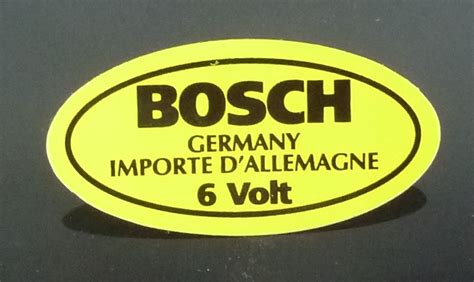 BOSCH
GERMANY
IMPORTE D'ALLEMAGNE
6 Volt